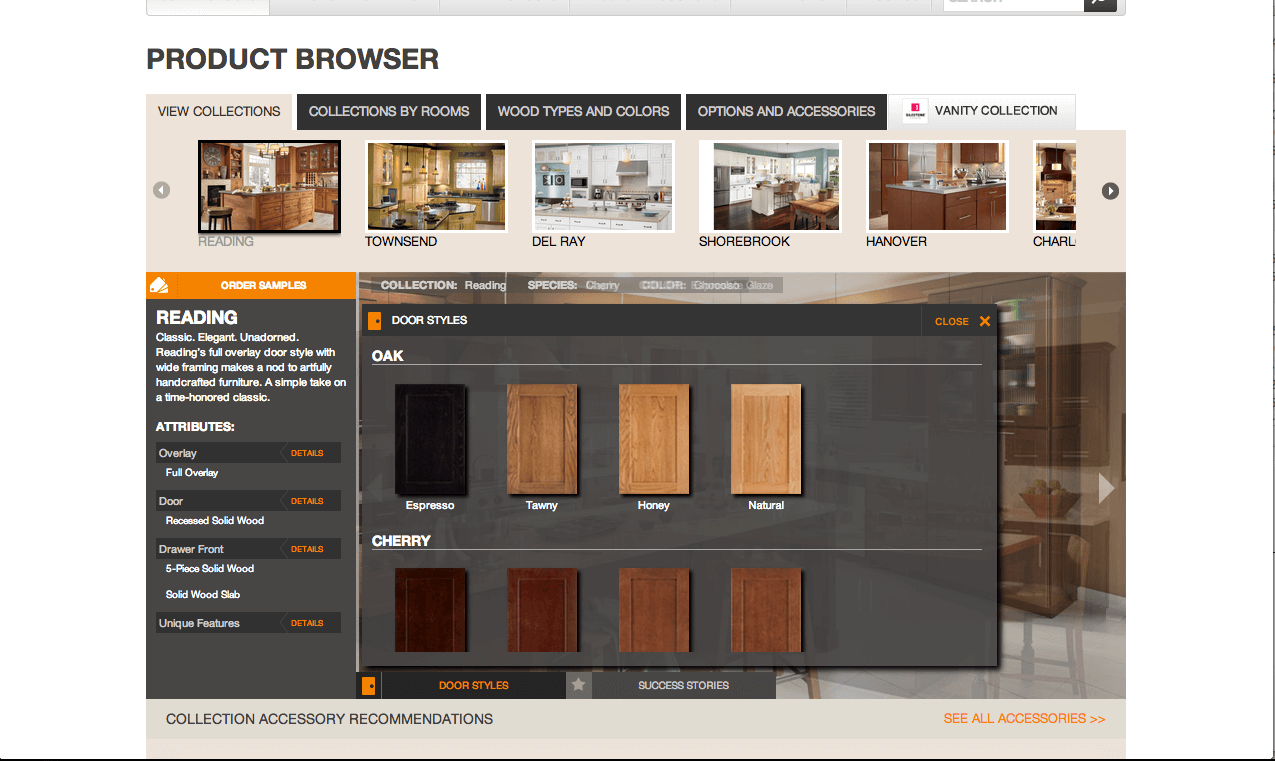 PRODUCT BROWSER
VIEW COLLECTIONS
COLLECTIONS BY ROOMS
WOOD TYPES AND COLORS
OPTIONS AND ACCESSORIES
VANITY COLLECTION
READING
TOWNSEND
DEL RAY
SHOREBROOK
HANOVER
CHARL
ORDER SAMPLES
READING
Classic. Elegant. Unadorned.
Reading's full overlay door style with
wide framing makes a nod to artfully
handcrafted furniture. A simple take on
a time-honored classic.
ATTRIBUTES:
Overlay DETAILS
Full Overlay
Door DETAILS
Recessed Solid Wood
Drawer Front DETAILS
5-Piece Solid Wood
Solid Wood Slab
Unique Features DETAILS
COLLECTION: Reading SPECIES: Cherry COLOR:
DOOR STYLES
CLOSE X
OAK
Espresso
Tawny
Honey
Natural
CHERRY
DOOR STYLES
SUCCESS STORIES
COLLECTION ACCESSORY RECOMMENDATIONS
SEE ALL ACCESSORIES >>